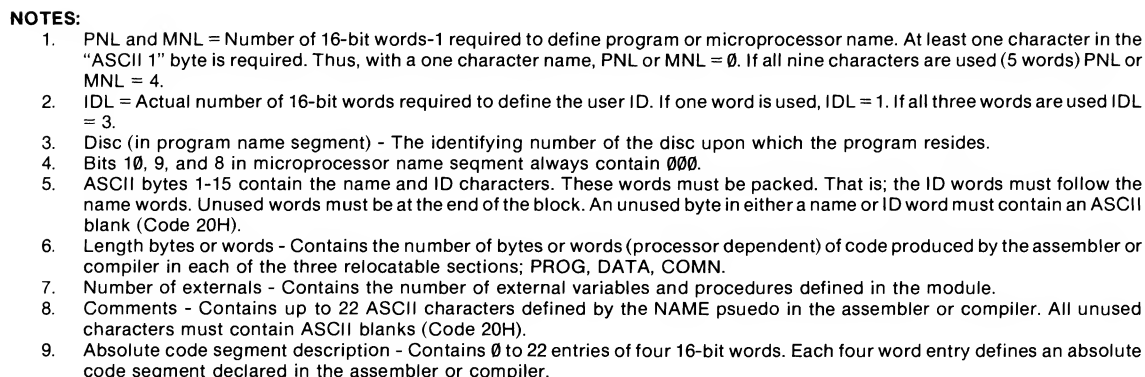 NOTES:
1. PNL and MNL = Number of 16-bit words-1 required to define program or microprocessor name. At least one character in the
"ASCII 1" byte is required. Thus, with a one character name, PNL or MNL = Ø. If all nine characters are used (5 words) PNL or
MNL = 4.
2. IDL = Actual number of 16-bit words required to define the user ID. If one word is used, IDL = 1. If all three words are used IDL
= 3.
3. Disc (in program name segment) - The identifying number of the disc upon which the program resides.
4. Bits 1Ø, 9, and 8 in microprocessor name seqment always contain ØØØ.
5. ASCII bytes 1-15 contain the name and ID characters. These words must be packed. That is; the ID words must follow the
name words. Unused words must be at the end of the block. An unused byte in either a name or ID word must contain an ASCII
blank (Code 20H).
6. Length bytes or words - Contains the number of bytes or words (processor dependent) of code produced by the assembler or
compiler in each of the three relocatable sections; PROG, DATA, COMN.
7. Number of externals - Contains the number of external variables and procedures defined in the module.
8. Comments - Contains up to 22 ASCII characters defined by the NAME psuedo in the assembler or compiler. All unused
characters must contain ASCII blanks (Code 20H).
9. Absolute code segment description - Contains Ø to 22 entries of four 16-bit words. Each four word entry defines an absolute
code segment declared in the assembler or compiler.